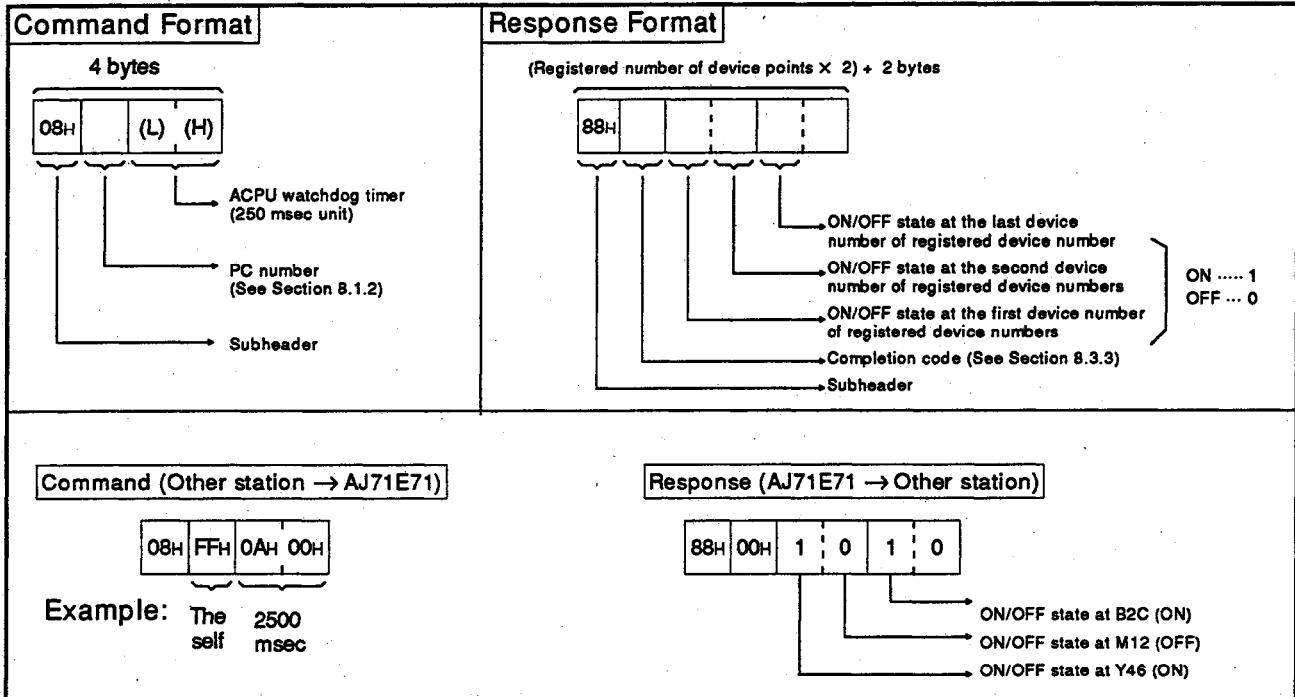 Command Format
4 bytes
08H (L) (H)
ACPU watchdog timer
(250 msec unit)
PC number
(See Section 8.1.2)
Subheader
Response Format
(Registered number of device points × 2) + 2 bytes
88H
ON/OFF state at the last device
number of registered device number
ON/OFF state at the second device
number of registered device numbers
ON/OFF state at the first device number
of registered device numbers
ON ····· 1
OFF ··· 0
Completion code (See Section 8.3.3)
Subheader
Command (Other station → AJ71E71)
08H FFH 0AH 00H
Example: The self 2500 msec
Response (AJ71E71 → Other station)
88H 00H 1 0 1 0
ON/OFF state at B2C (ON)
ON/OFF state at M12 (OFF)
ON/OFF state at Y46 (ON)